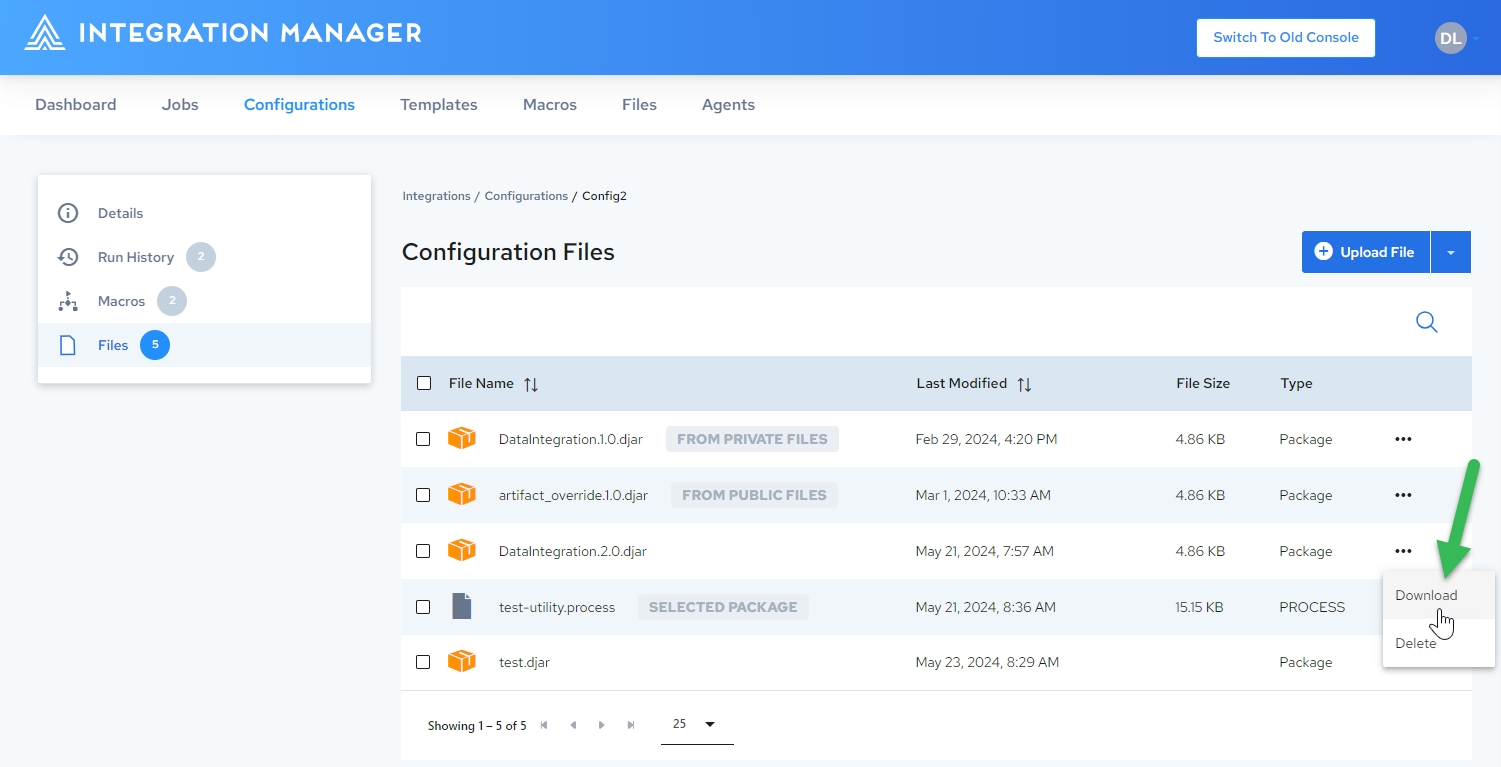 INTEGRATION MANAGER
Switch To Old Console
DL
Dashboard Jobs Configurations Templates Macros Files Agents
Details
Run History 2
Macros 2
Files 5
Integrations / Configurations / Config2
Configuration Files
Upload File
File Name Last Modified File Size Type
DataIntegration.1.0.djar FROM PRIVATE FILES Feb 29, 2024, 4:20 PM 4.86 KB Package
artifact_override.1.0.djar FROM PUBLIC FILES Mar 1, 2024, 10:33 AM 4.86 KB Package
DataIntegration.2.0.djar May 21, 2024, 7:57 AM 4.86 KB Package
test-utility.process SELECTED PACKAGE May 21, 2024, 8:36 AM 15.15 KB PROCESS
test.djar May 23, 2024, 8:29 AM Package
Download
Delete
Showing 1 – 5 of 5 25